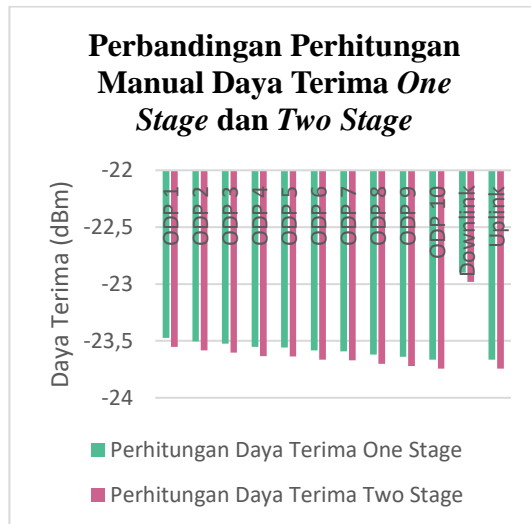 Perbandingan Perhitungan
Manual Daya Terima One
Stage dan Two Stage
Daya Terima (dBm)
-22
-22,5
-23
-23,5
-24
ODP 1
ODP 2
ODP 3
ODP 4
ODP 5
ODP 6
ODP 7
ODP 8
ODP 9
ODP 10
Downlink
Uplink
Perhitungan Daya Terima One Stage
Perhitungan Daya Terima Two Stage